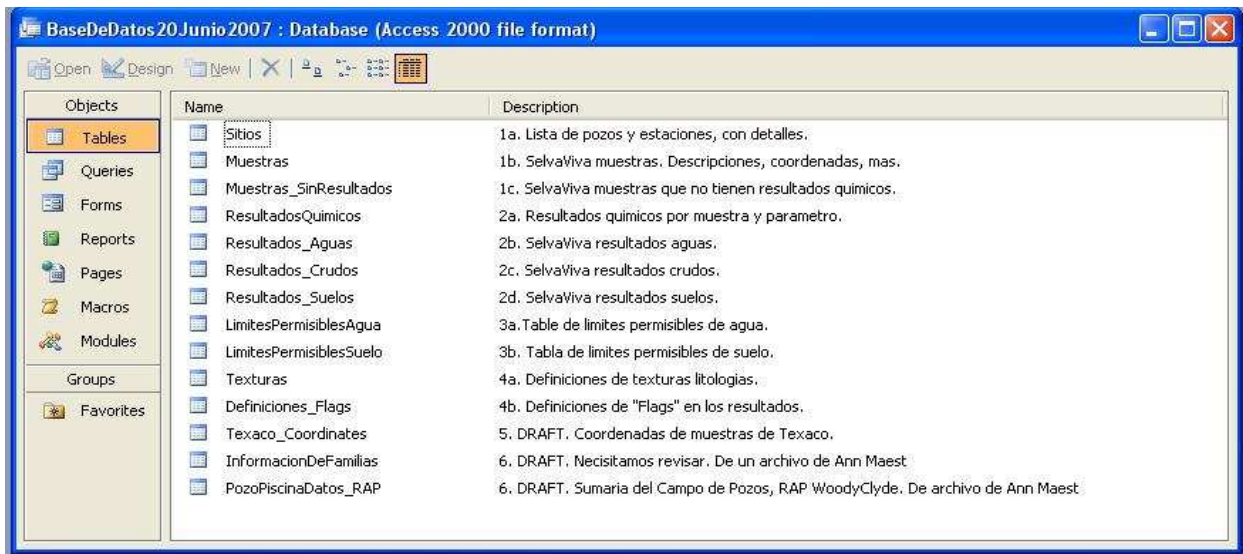 BaseDeDatos20Junio2007 : Database (Access 2000 file format)
Open Design New
Objects
Tables
Queries
Forms
Reports
Pages
Macros
Modules
Groups
Favorites
Name Description
Sitios 1a. Lista de pozos y estaciones, con detalles.
Muestras 1b. SelvaViva muestras. Descripciones, coordenadas, mas.
Muestras_SinResultados 1c. SelvaViva muestras que no tienen resultados quimicos.
ResultadosQuimicos 2a. Resultados quimicos por muestra y parametro.
Resultados_Aguas 2b. SelvaViva resultados aguas.
Resultados_Crudos 2c. SelvaViva resultados crudos.
Resultados_Suelos 2d. SelvaViva resultados suelos.
LimitesPermisiblesAgua 3a.Table de limites permisibles de agua.
LimitesPermisiblesSuelo 3b. Tabla de limites permisibles de suelo.
Texturas 4a. Definiciones de texturas litologias.
Definiciones_Flags 4b. Definiciones de "Flags" en los resultados.
Texaco_Coordinates 5. DRAFT. Coordenadas de muestras de Texaco.
InformacionDeFamilias 6. DRAFT. Necisitamos revisar. De un archivo de Ann Maest
PozoPiscinaDatos_RAP 6. DRAFT. Sumaria del Campo de Pozos, RAP WoodyClyde. De archivo de Ann Maest